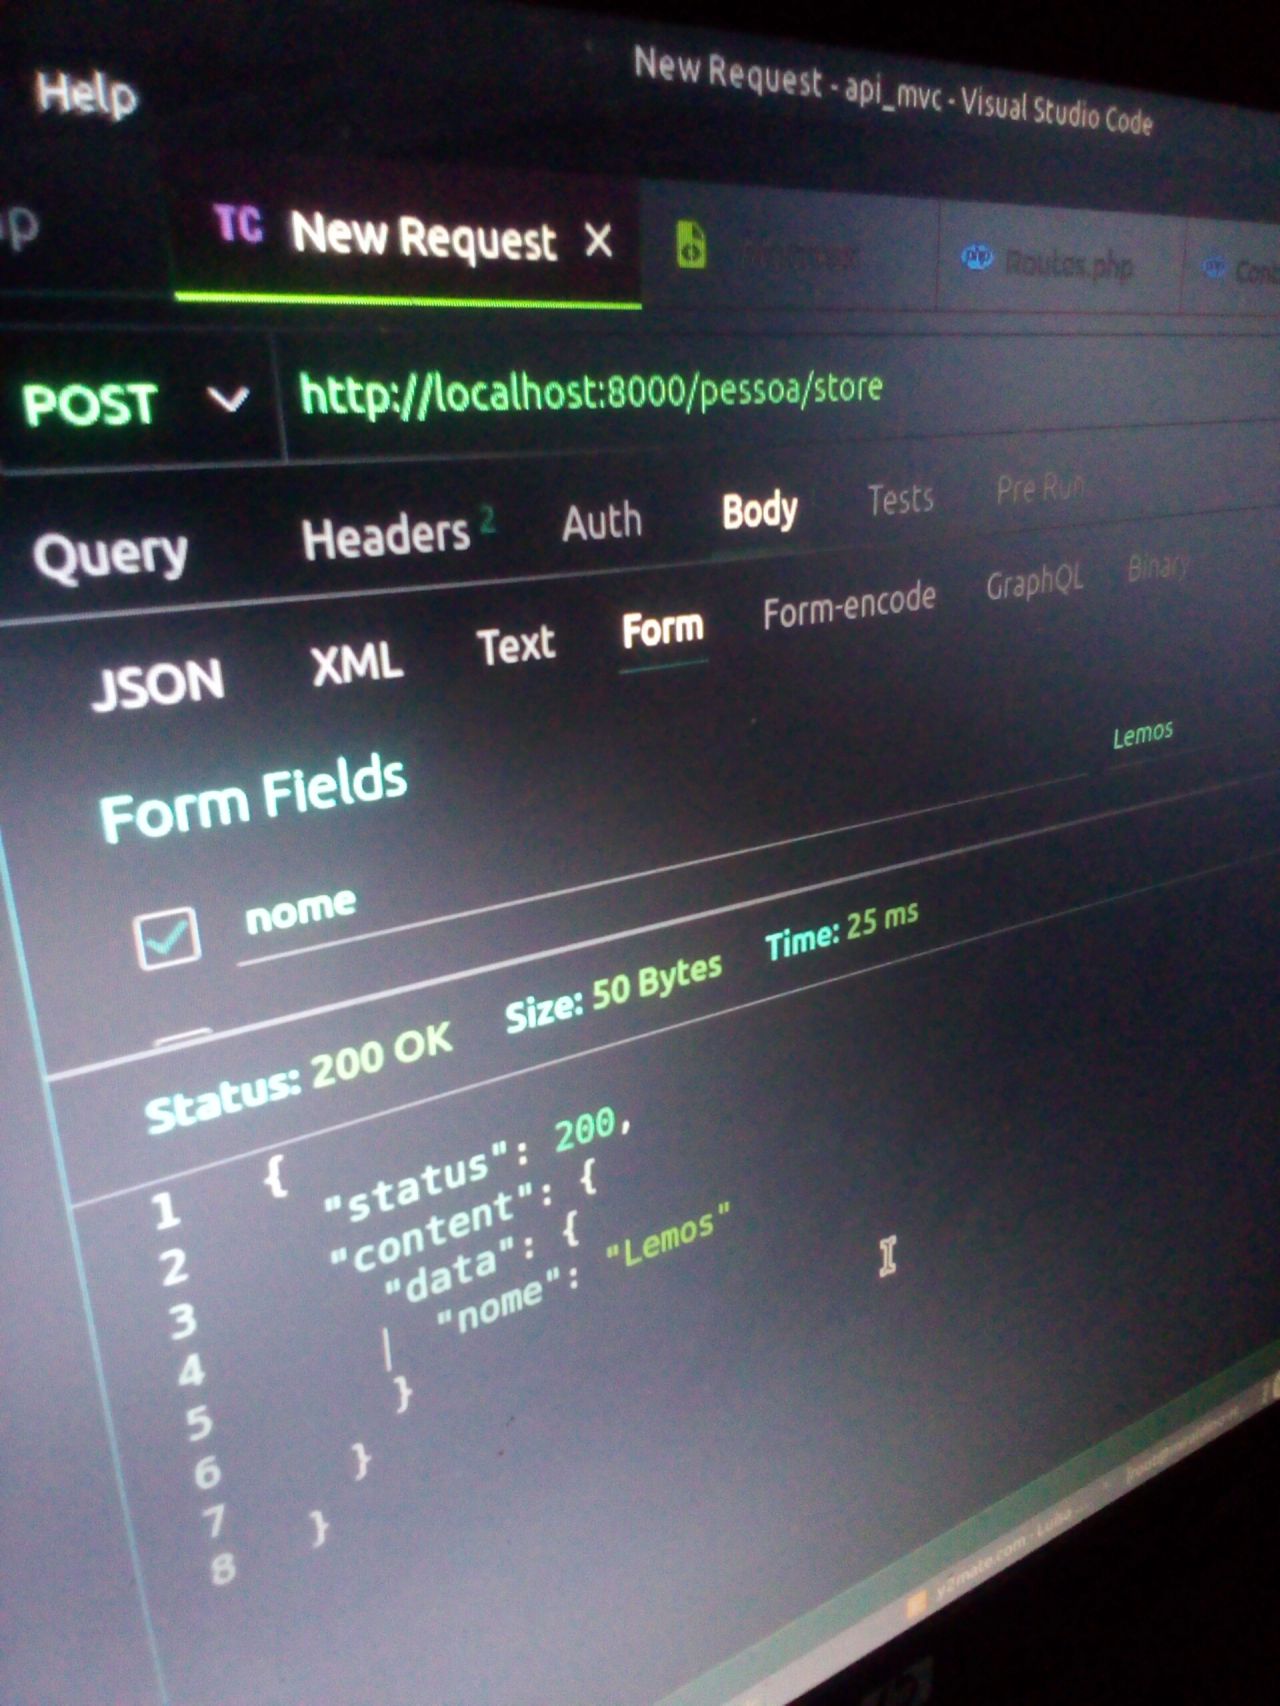 Help
New Request - api_mvc - Visual Studio Code
TC New Request ×
Routes.php
POST http://localhost:8000/pessoa/store
Query Headers 2 Auth Body Tests Pre Run
JSON XML Text Form Form-encode GraphQL Binary
Form Fields
nome Lemos
Status: 200 OK Size: 50 Bytes Time: 25 ms
1 {
2 "status": 200,
3 "content": {
4 "data": {
5 "nome": "Lemos"
6 }
7 }
8 }
y2mate.com - Luísa ...